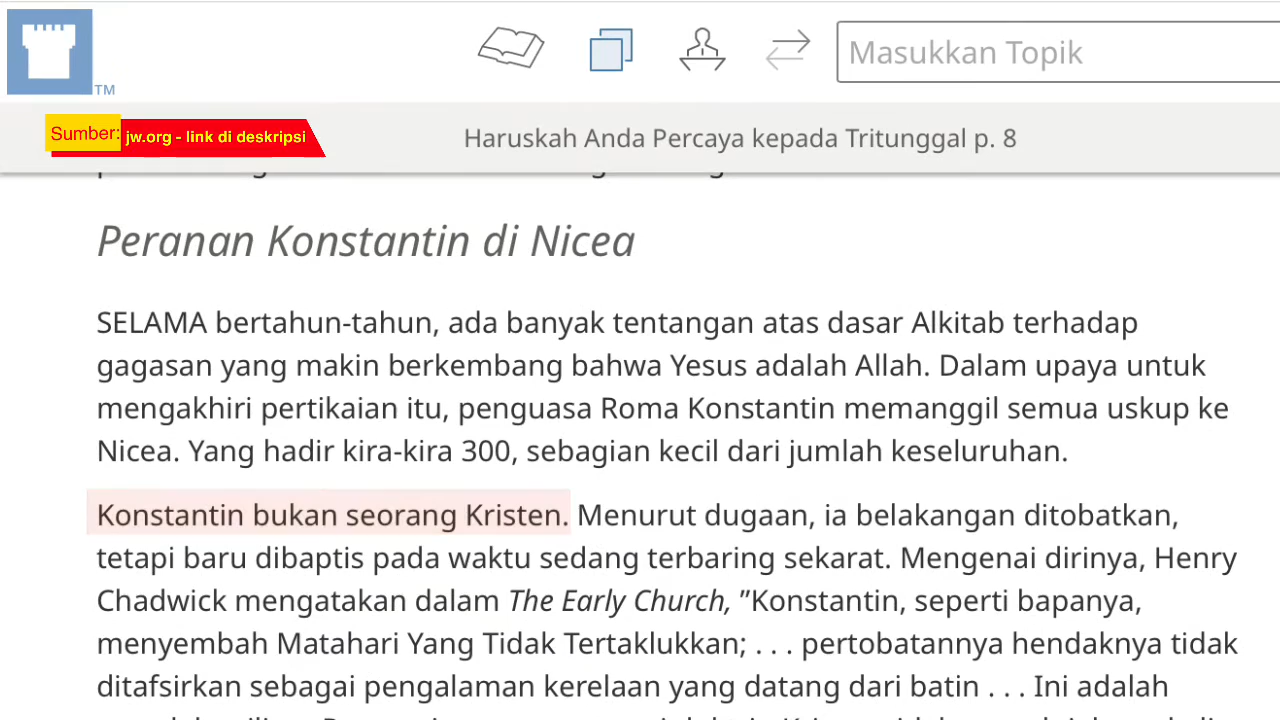 TM
Masukkan Topik
Sumber: jw.org - link di deskripsi
Haruskah Anda Percaya kepada Tritunggal p. 8
Peranan Konstantin di Nicea
SELAMA bertahun-tahun, ada banyak tentangan atas dasar Alkitab terhadap
gagasan yang makin berkembang bahwa Yesus adalah Allah. Dalam upaya untuk
mengakhiri pertikaian itu, penguasa Roma Konstantin memanggil semua uskup ke
Nicea. Yang hadir kira-kira 300, sebagian kecil dari jumlah keseluruhan.
Konstantin bukan seorang Kristen. Menurut dugaan, ia belakangan ditobatkan,
tetapi baru dibaptis pada waktu sedang terbaring sekarat. Mengenai dirinya, Henry
Chadwick mengatakan dalam The Early Church, ”Konstantin, seperti bapanya,
menyembah Matahari Yang Tidak Tertaklukkan; . . . pertobatannya hendaknya tidak
ditafsirkan sebagai pengalaman kerelaan yang datang dari batin . . . Ini adalah